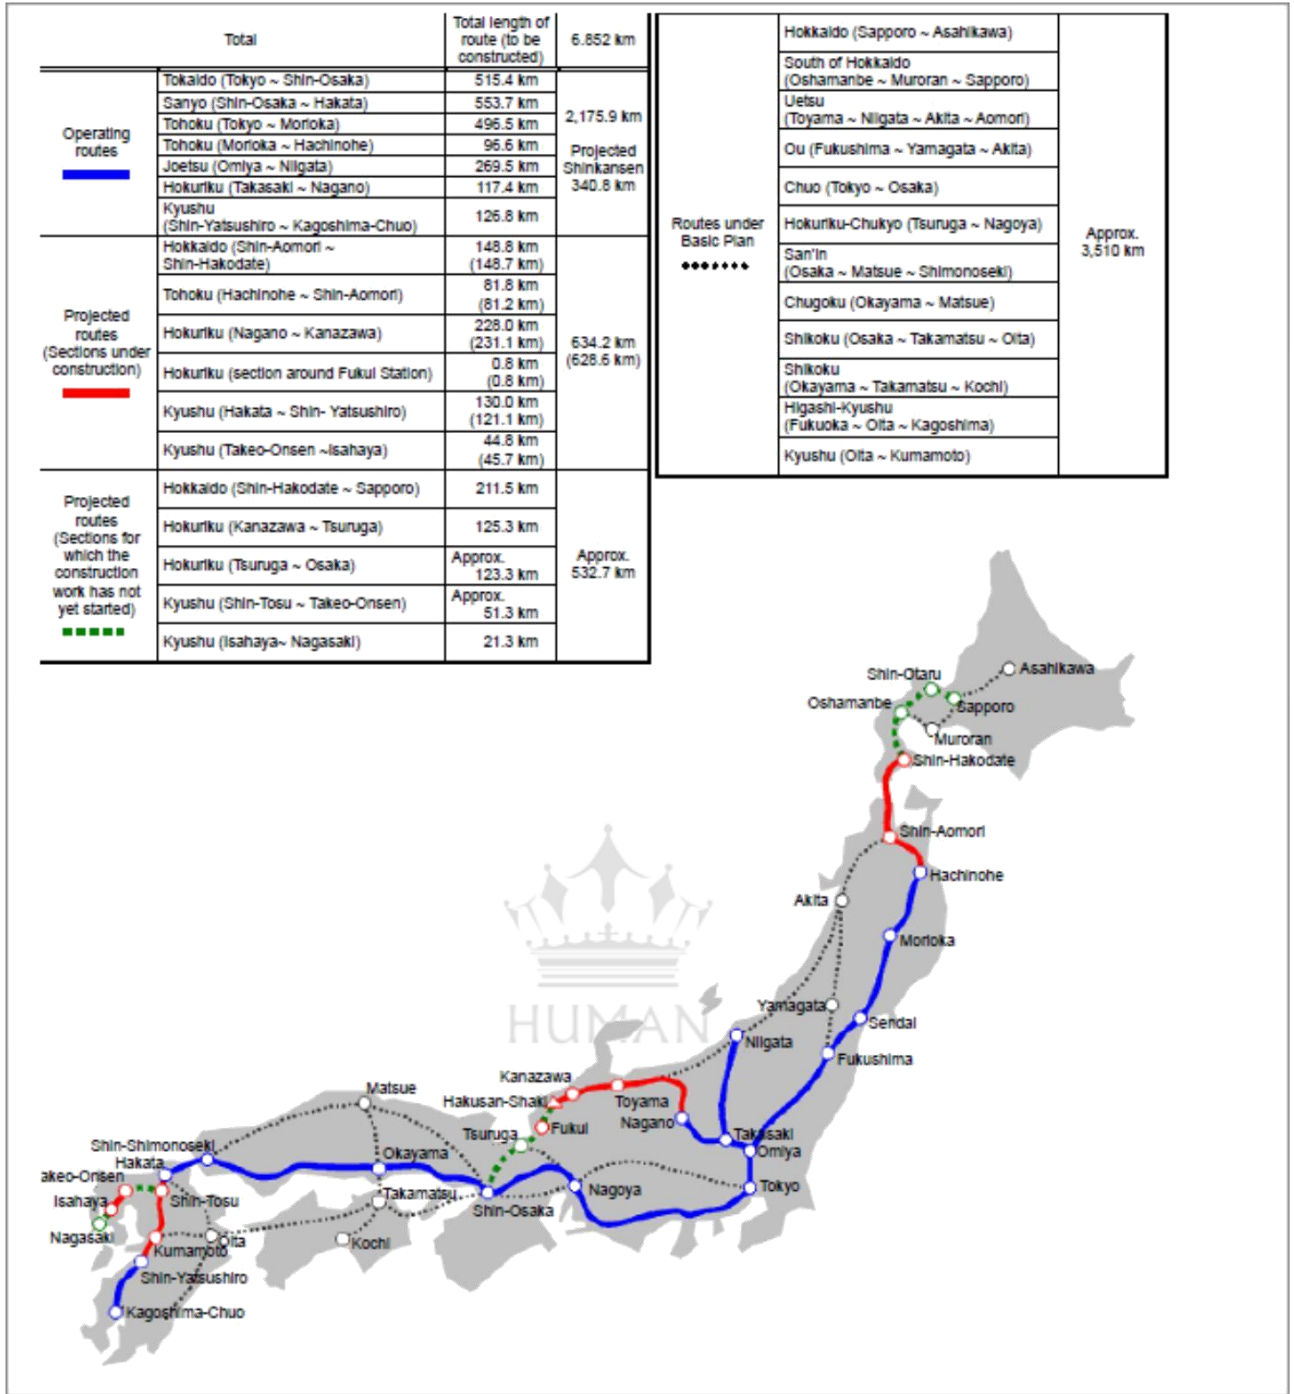 Total
Total length of
route (to be
constructed)
6.852 km
Operating
routes
Tokaido (Tokyo ~ Shin-Osaka)
515.4 km
Sanyo (Shin-Osaka ~ Hakata)
553.7 km
Tohoku (Tokyo ~ Morioka)
496.5 km
Tohoku (Morioka ~ Hachinohe)
96.6 km
Joetsu (Omiya ~ Niigata)
269.5 km
Hokuriku (Takasaki ~ Nagano)
117.4 km
Kyushu
(Shin-Yatsushiro ~ Kagoshima-Chuo)
126.8 km
2,175.9 km
Projected
Shinkansen
340.8 km
Projected
routes
(Sections under
construction)
Hokkaido (Shin-Aomori ~
Shin-Hakodate)
148.8 km
(148.7 km)
Tohoku (Hachinohe ~ Shin-Aomori)
81.8 km
(81.2 km)
Hokuriku (Nagano ~ Kanazawa)
228.0 km
(231.1 km)
Hokuriku (section around Fukui Station)
0.8 km
(0.8 km)
Kyushu (Hakata ~ Shin- Yatsushiro)
130.0 km
(121.1 km)
Kyushu (Takeo-Onsen ~Isahaya)
44.8 km
(45.7 km)
634.2 km
(628.6 km)
Projected
routes
(Sections for
which the
construction
work has not
yet started)
Hokkaido (Shin-Hakodate ~ Sapporo)
211.5 km
Hokuriku (Kanazawa ~ Tsuruga)
125.3 km
Hokuriku (Tsuruga ~ Osaka)
Approx.
123.3 km
Kyushu (Shin-Tosu ~ Takeo-Onsen)
Approx.
51.3 km
Kyushu (Isahaya~ Nagasaki)
21.3 km
Approx.
532.7 km
Routes under
Basic Plan
Hokkaido (Sapporo ~ Asahikawa)
South of Hokkaido
(Oshamanbe ~ Muroran ~ Sapporo)
Uetsu
(Toyama ~ Niigata ~ Akita ~ Aomori)
Ou (Fukushima ~ Yamagata ~ Akita)
Chuo (Tokyo ~ Osaka)
Hokuriku-Chukyo (Tsuruga ~ Nagoya)
San'in
(Osaka ~ Matsue ~ Shimonoseki)
Chugoku (Okayama ~ Matsue)
Shikoku (Osaka ~ Takamatsu ~ Oita)
Shikoku
(Okayama ~ Takamatsu ~ Kochi)
Higashi-Kyushu
(Fukuoka ~ Oita ~ Kagoshima)
Kyushu (Oita ~ Kumamoto)
Approx.
3,510 km
Asahikawa
Shin-Otaru
Oshamanbe
Sapporo
Muroran
Shin-Hakodate
Shin-Aomori
Hachinohe
Akita
Morioka
Yamagata
Sendai
HUMAN
Niigata
Fukushima
Kanazawa
Matsue
Hakusan-Shaki
Toyama
Nagano
Fukui
Tsuruga
Takasaki
Shin-Shimonoseki
Okayama
Omiya
Hakata
akeo-Onsen
Takamatsu
Nagoya
Tokyo
Isahaya
Shin-Tosu
Shin-Osaka
Nagasaki
Oita
Kochi
Kumamoto
Shin-Yatsushiro
Kagoshima-Chuo